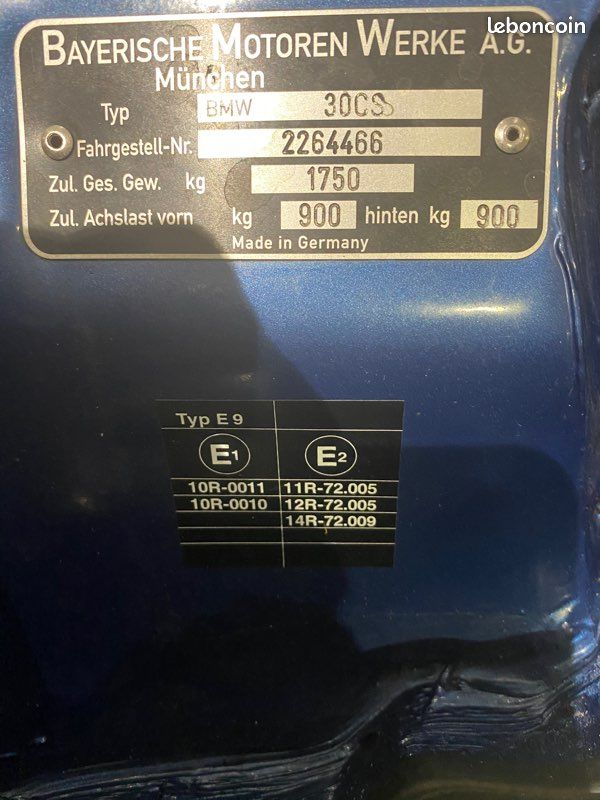 leboncoin
BAYERISCHE MOTOREN WERKE A.G.
München
Typ BMW 30CS
Fahrgestell-Nr. 2264466
Zul. Ges. Gew. kg 1750
Zul. Achslast vorn kg 900 hinten kg 900
Made in Germany
Typ E9
E1 E2
10R-0011 11R-72.005
10R-0010 12R-72.005
14R-72.009